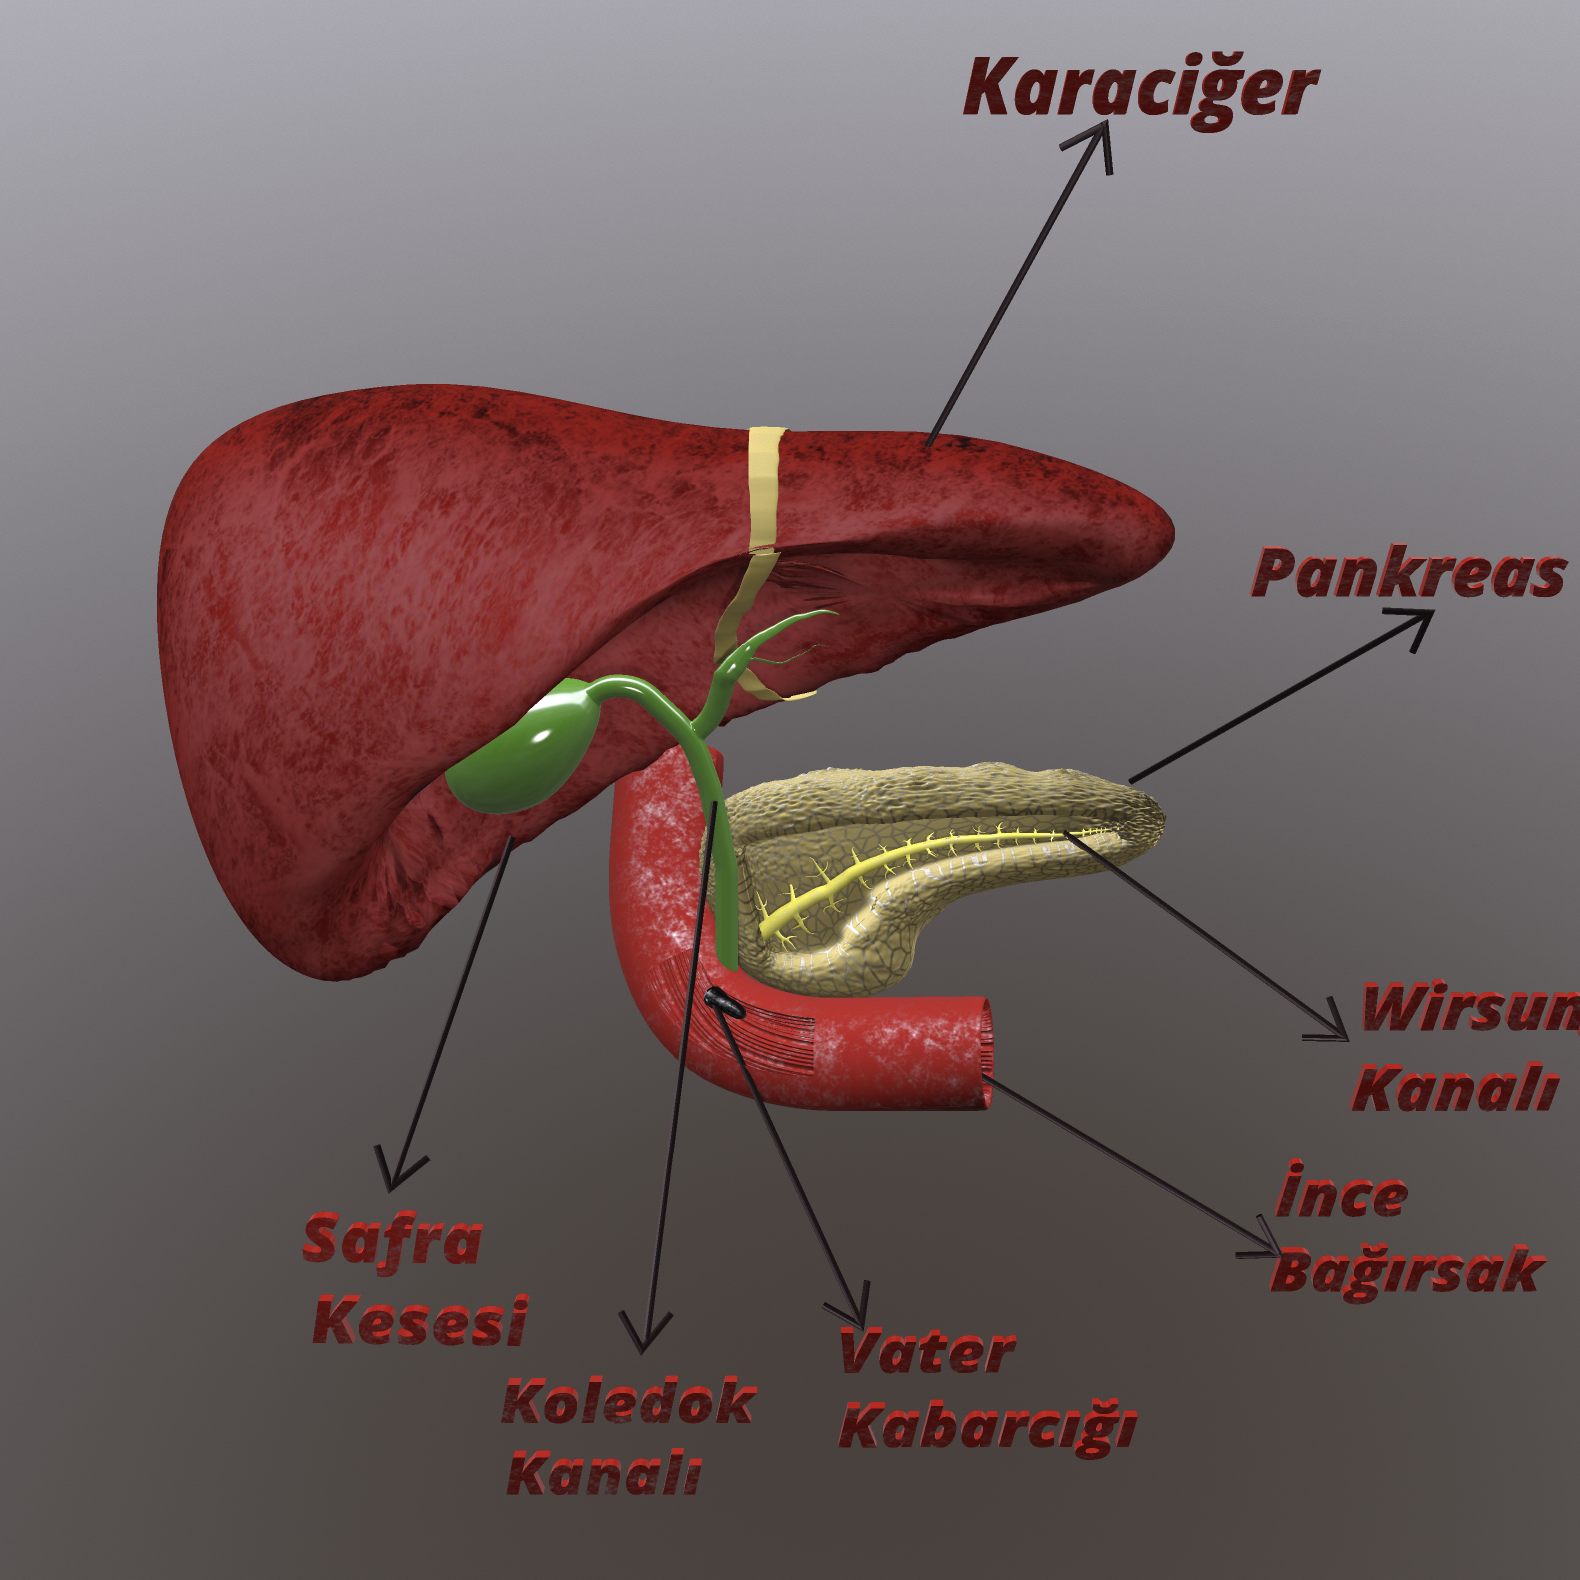 Karaciğer
Pankreas
Wirsun
Kanalı
İnce
Bağırsak
Safra
Kesesi
Koledok
Kanalı
Vater
Kabarcığı